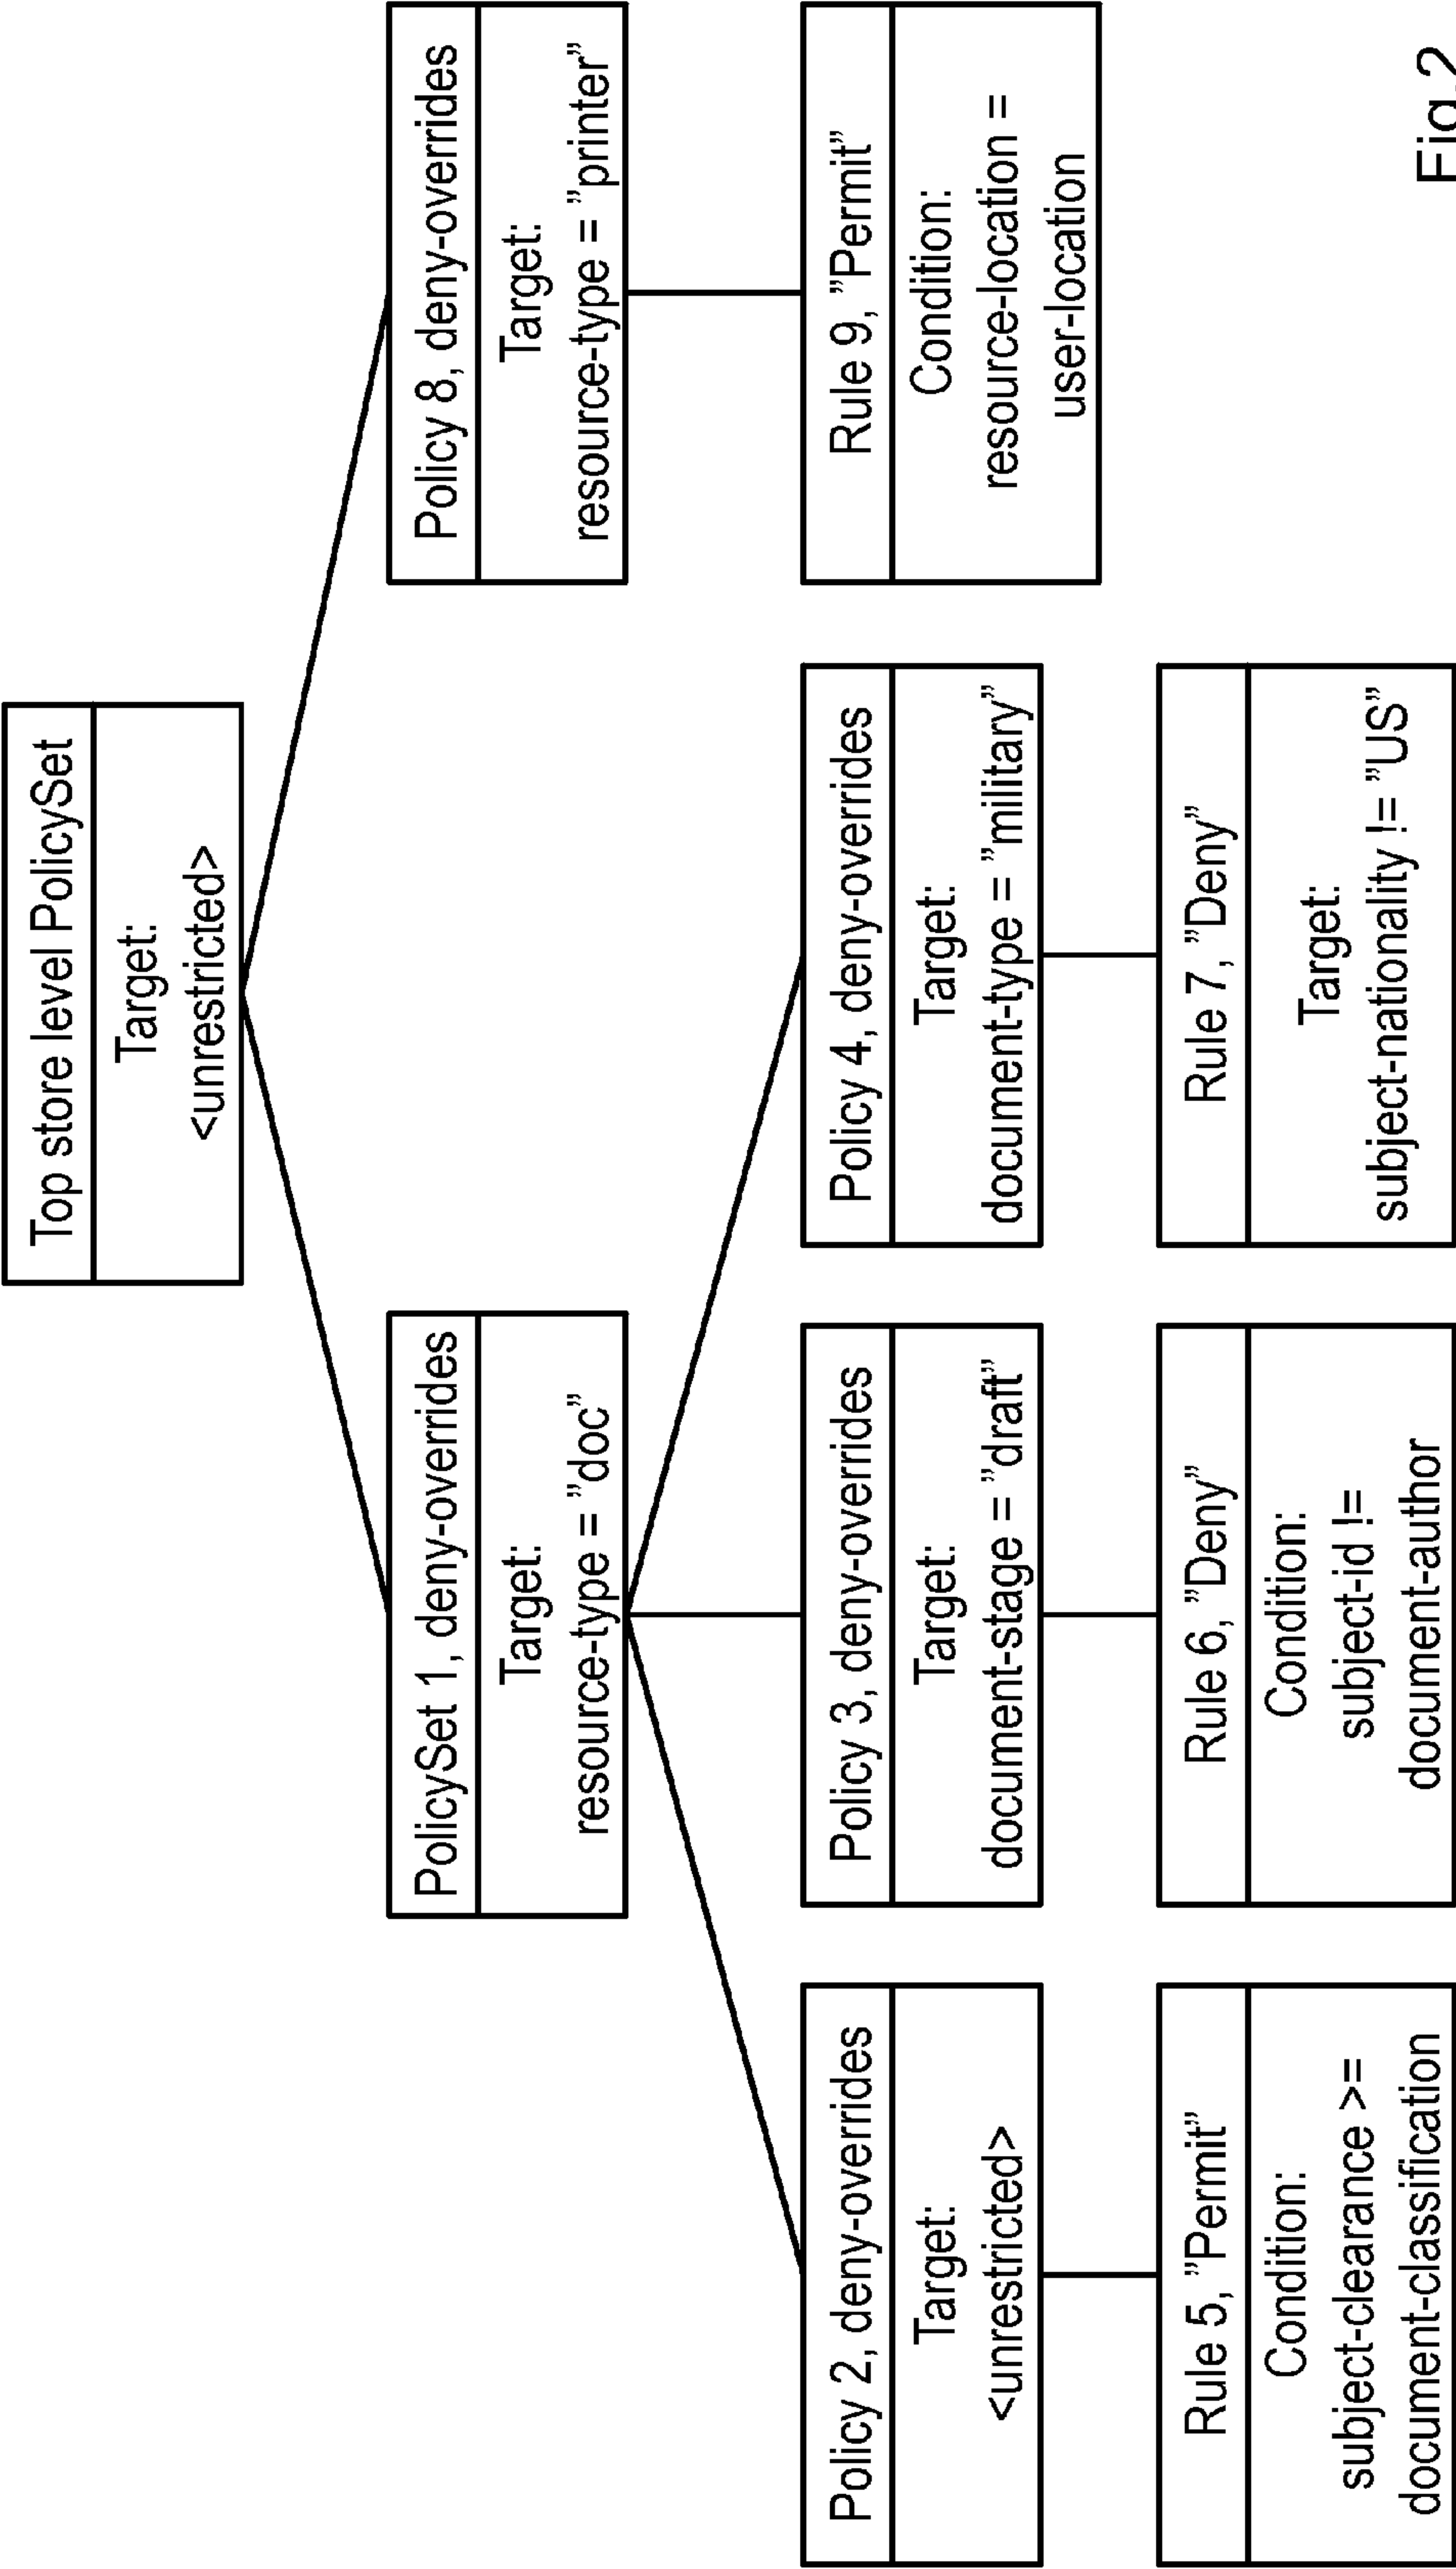 Top store level PolicySet
Target:
<unrestricted>
PolicySet 1, deny-overrides
Target:
resource-type = ”doc”
Policy 8, deny-overrides
Target:
resource-type = ”printer”
Policy 2, deny-overrides
Target:
<unrestricted>
Policy 3, deny-overrides
Target:
document-stage = ”draft”
Policy 4, deny-overrides
Target:
document-type = ”military”
Rule 9, ”Permit”
Condition:
resource-location =
user-location
Rule 5, ”Permit”
Condition:
subject-clearance >=
document-classification
Rule 6, ”Deny”
Condition:
subject-id !=
document-author
Rule 7, ”Deny”
Target:
subject-nationality != ”US”
Fig.2